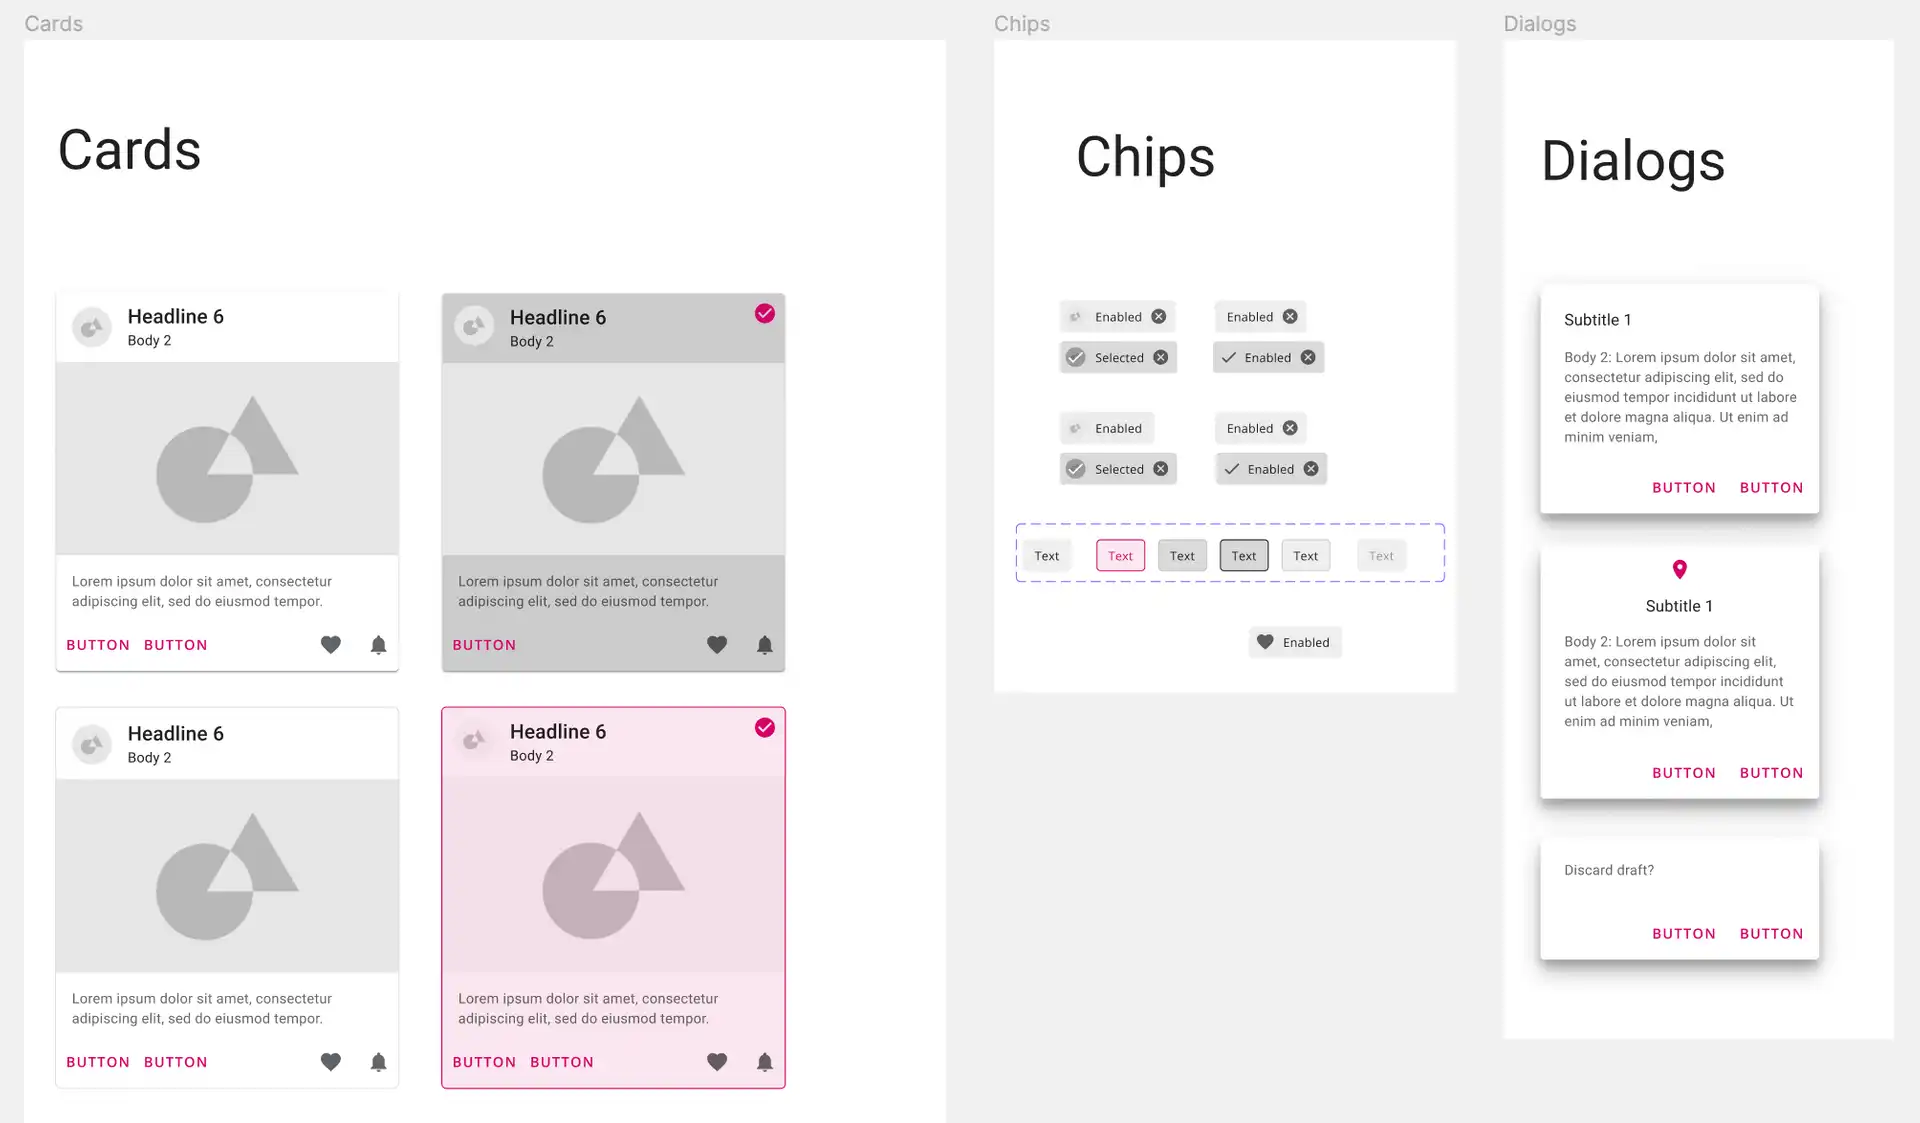 Cards
Cards
Headline 6
Body 2
Lorem ipsum dolor sit amet, consectetur
adipiscing elit, sed do eiusmod tempor.
BUTTON BUTTON
Headline 6
Body 2
Lorem ipsum dolor sit amet, consectetur
adipiscing elit, sed do eiusmod tempor.
BUTTON
Headline 6
Body 2
Lorem ipsum dolor sit amet, consectetur
adipiscing elit, sed do eiusmod tempor.
BUTTON BUTTON
Headline 6
Body 2
Lorem ipsum dolor sit amet, consectetur
adipiscing elit, sed do eiusmod tempor.
BUTTON BUTTON
Chips
Chips
Enabled Enabled
Selected Enabled
Enabled Enabled
Selected Enabled
Text Text Text Text Text Text
Enabled
Dialogs
Dialogs
Subtitle 1
Body 2: Lorem ipsum dolor sit amet,
consectetur adipiscing elit, sed do
eiusmod tempor incididunt ut labore
et dolore magna aliqua. Ut enim ad
minim veniam,
BUTTON BUTTON
Subtitle 1
Body 2: Lorem ipsum dolor sit
amet, consectetur adipiscing elit,
sed do eiusmod tempor incididunt
ut labore et dolore magna aliqua. Ut
enim ad minim veniam,
BUTTON BUTTON
Discard draft?
BUTTON BUTTON